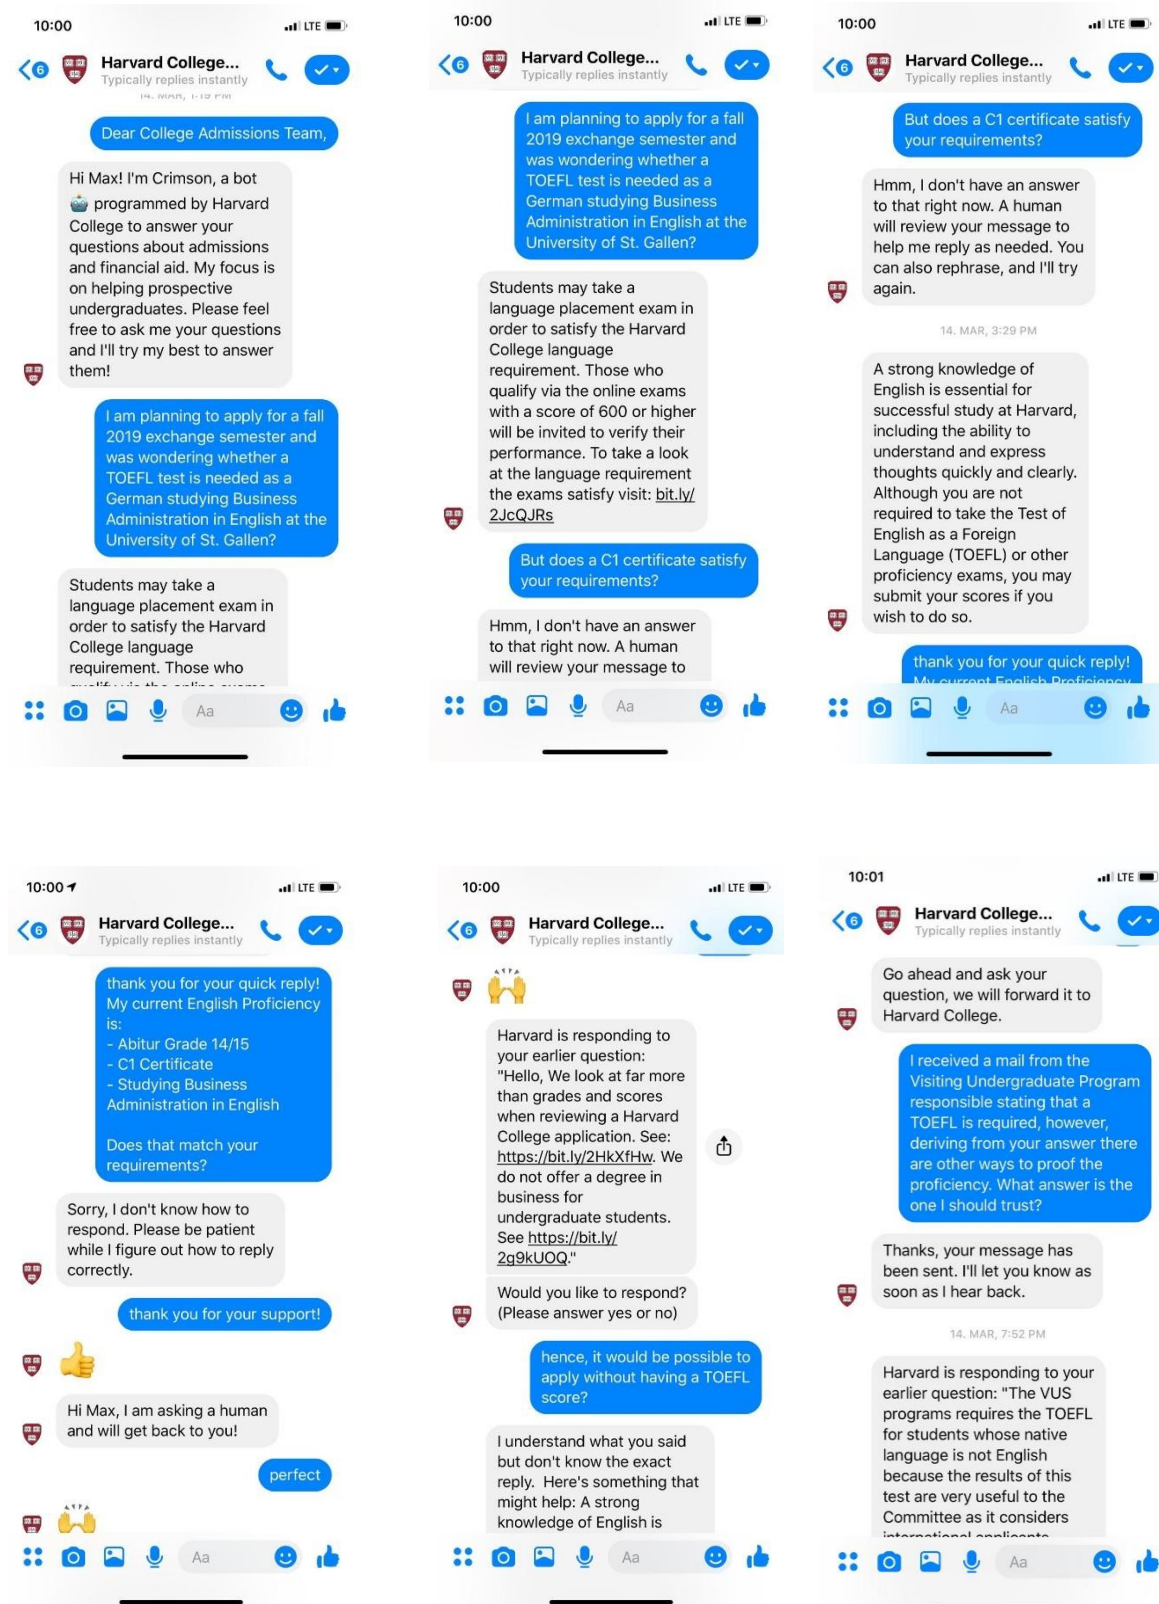 10:00
LTE
6
Harvard College...
Typically replies instantly
14. MAR, 1:19 PM
Dear College Admissions Team,
Hi Max! I'm Crimson, a bot
programmed by Harvard
College to answer your
questions about admissions
and financial aid. My focus is
on helping prospective
undergraduates. Please feel
free to ask me your questions
and I'll try my best to answer
them!
I am planning to apply for a fall
2019 exchange semester and
was wondering whether a
TOEFL test is needed as a
German studying Business
Administration in English at the
University of St. Gallen?
Students may take a
language placement exam in
order to satisfy the Harvard
College language
requirement. Those who
qualify via the online exams
Aa
10:00
LTE
6
Harvard College...
Typically replies instantly
I am planning to apply for a fall
2019 exchange semester and
was wondering whether a
TOEFL test is needed as a
German studying Business
Administration in English at the
University of St. Gallen?
Students may take a
language placement exam in
order to satisfy the Harvard
College language
requirement. Those who
qualify via the online exams
with a score of 600 or higher
will be invited to verify their
performance. To take a look
at the language requirement
the exams satisfy visit: bit.ly/
2JcQJRs
But does a C1 certificate satisfy
your requirements?
Hmm, I don't have an answer
to that right now. A human
will review your message to
Aa
10:00
LTE
6
Harvard College...
Typically replies instantly
But does a C1 certificate satisfy
your requirements?
Hmm, I don't have an answer
to that right now. A human
will review your message to
help me reply as needed. You
can also rephrase, and I'll try
again.
14. MAR, 3:29 PM
A strong knowledge of
English is essential for
successful study at Harvard,
including the ability to
understand and express
thoughts quickly and clearly.
Although you are not
required to take the Test of
English as a Foreign
Language (TOEFL) or other
proficiency exams, you may
submit your scores if you
wish to do so.
thank you for your quick reply!
My current English Proficiency
Aa
10:00
LTE
6
Harvard College...
Typically replies instantly
thank you for your quick reply!
My current English Proficiency
is:
- Abitur Grade 14/15
- C1 Certificate
- Studying Business
Administration in English
Does that match your
requirements?
Sorry, I don't know how to
respond. Please be patient
while I figure out how to reply
correctly.
thank you for your support!
Hi Max, I am asking a human
and will get back to you!
perfect
Aa
10:00
LTE
6
Harvard College...
Typically replies instantly
Harvard is responding to
your earlier question:
"Hello, We look at far more
than grades and scores
when reviewing a Harvard
College application. See:
https://bit.ly/2HkXfHw. We
do not offer a degree in
business for
undergraduate students.
See https://bit.ly/
2g9kUOQ."
Would you like to respond?
(Please answer yes or no)
hence, it would be possible to
apply without having a TOEFL
score?
I understand what you said
but don't know the exact
reply. Here's something that
might help: A strong
knowledge of English is
Aa
10:01
LTE
6
Harvard College...
Typically replies instantly
Go ahead and ask your
question, we will forward it to
Harvard College.
I received a mail from the
Visiting Undergraduate Program
responsible stating that a
TOEFL is required, however,
deriving from your answer there
are other ways to proof the
proficiency. What answer is the
one I should trust?
Thanks, your message has
been sent. I'll let you know as
soon as I hear back.
14. MAR, 7:52 PM
Harvard is responding to your
earlier question: "The VUS
programs requires the TOEFL
for students whose native
language is not English
because the results of this
test are very useful to the
Committee as it considers
international applicants
Aa